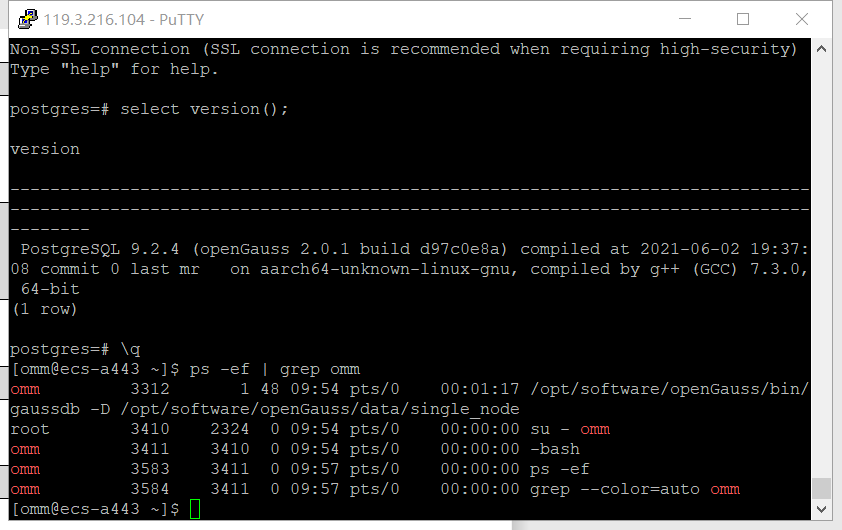 119.3.216.104 - PuTTY
Non-SSL connection (SSL connection is recommended when requiring high-security)
Type "help" for help.
postgres=# select version();
version
--------------------------------------------------------------------------------
--------------------------------------------------------------------------------
--------
 PostgreSQL 9.2.4 (openGauss 2.0.1 build d97c0e8a) compiled at 2021-06-02 19:37:
08 commit 0 last mr   on aarch64-unknown-linux-gnu, compiled by g++ (GCC) 7.3.0,
 64-bit
(1 row)
postgres=# \q
[omm@ecs-a443 ~]$ ps -ef | grep omm
omm         3312       1 48 09:54 pts/0    00:01:17 /opt/software/openGauss/bin/
gaussdb -D /opt/software/openGauss/data/single_node
root        3410    2324  0 09:54 pts/0    00:00:00 su - omm
omm         3411    3410  0 09:54 pts/0    00:00:00 -bash
omm         3583    3411  0 09:57 pts/0    00:00:00 ps -ef
omm         3584    3411  0 09:57 pts/0    00:00:00 grep --color=auto omm
[omm@ecs-a443 ~]$